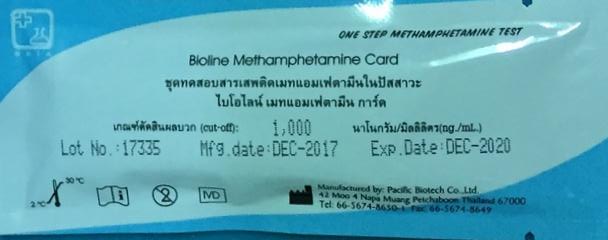 ONE STEP METHAMPHETAMINE TEST
Bioline Methamphetamine Card
ชุดทดสอบสารเสพติดเมทแอมเฟตามีนในปัสสาวะ
ไบโอไลน์ เมทแอมเฟตามีน การ์ด
เกณฑ์ตัดสินผลบวก (cut-off): 1,000 นาโนกรัม/มิลลิลิตร(ng./mL.)
Lot No.:17335 Mfg.date:DEC-2017 Exp.Date:DEC-2020
2°C 30°C
i
2
IVD
Manufactured by: Pacific Biotech Co.,Ltd.
42 Moo 4 Napa Muang Petchaboon Thailand 67000
Tel: 66-5674-8650-1 Fax: 66-5674-8649